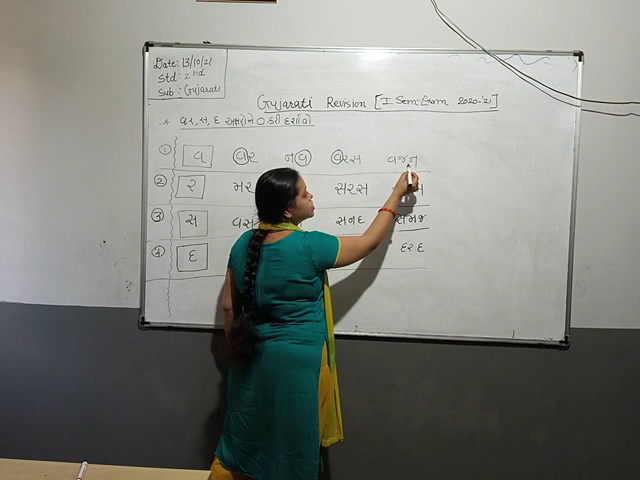 Date: 13/10/21
Std: 2nd
Sub: Gujarati
Gujarati Revision [I Sem Exam 2020-'21]
* વ,ર,સ,દ અક્ષરોને O કરી દર્શાવો
① વ વર નવ વરસ વજન
② ર મર સરસ
③ સ વસ સનદ સમજ
④ દ દરદ